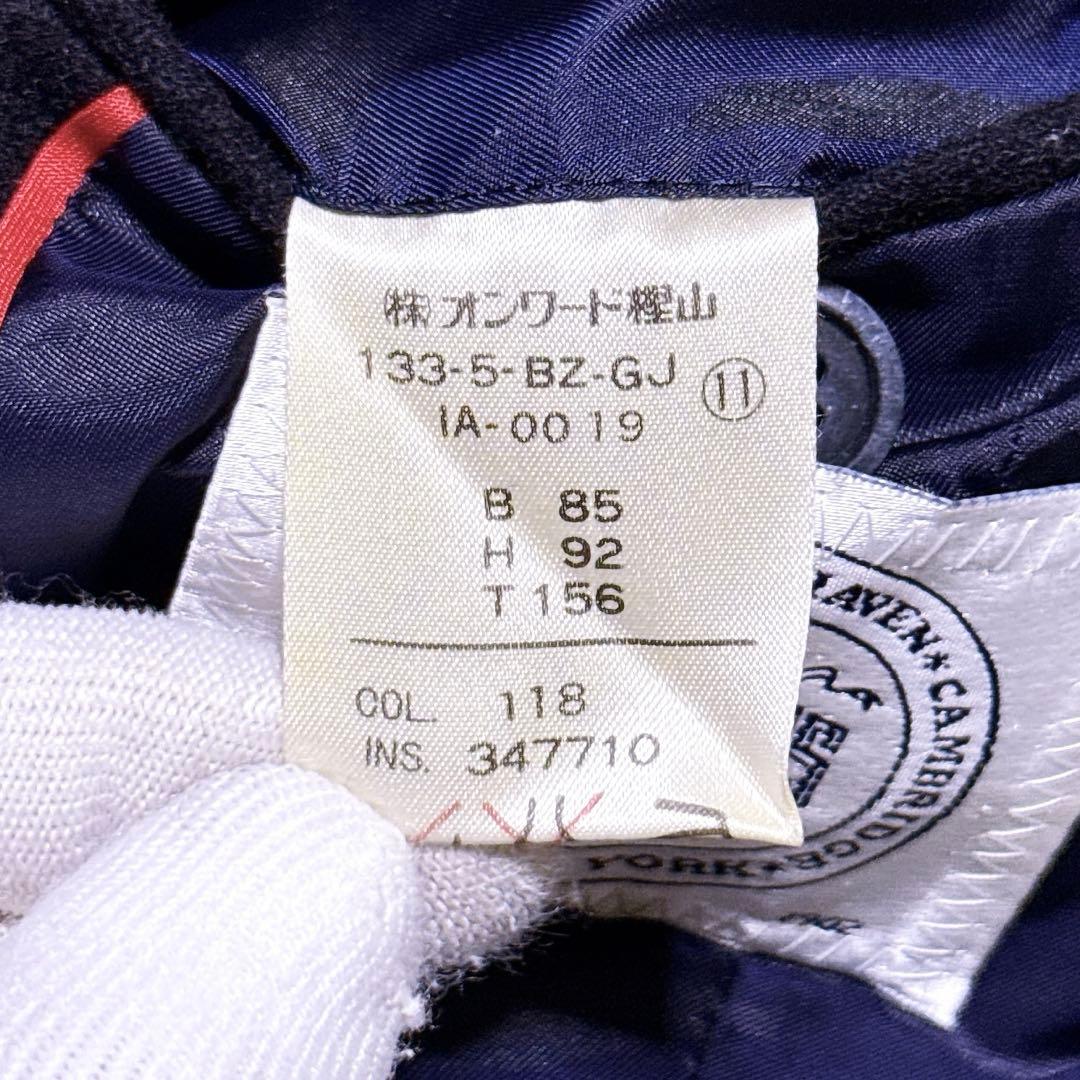 ㈱オンワード樫山
133-5-BZ-GJ ⑪
IA-0019
B 85
H 92
T 156
COL. 118
INS. 347710
HAVEN*CAMBRIDGE
YORK